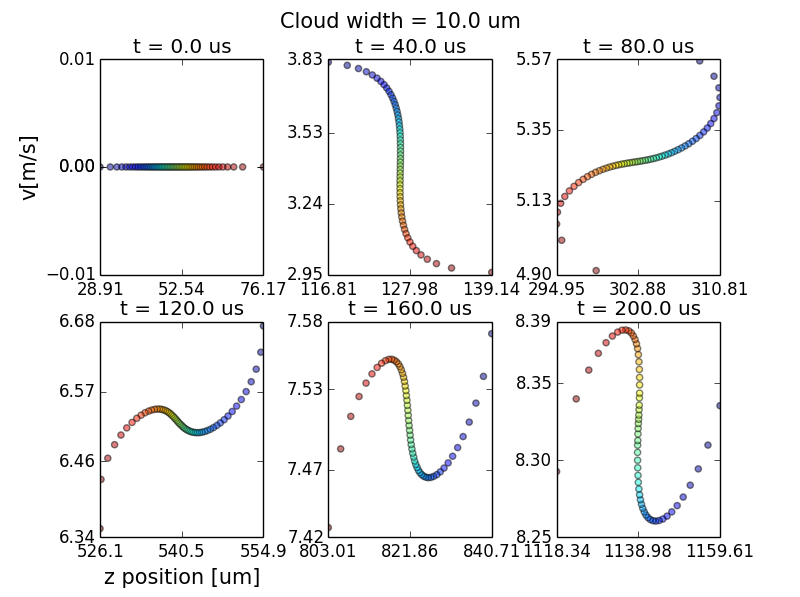 Cloud width = 10.0 um
t = 0.0 us
t = 40.0 us
t = 80.0 us
v[m/s]
0.01
0.00
0.00
−0.01
28.91 52.54 76.17
3.83
3.53
3.24
2.95
116.81 127.98 139.14
5.57
5.35
5.13
4.90
294.95 302.88 310.81
t = 120.0 us
t = 160.0 us
t = 200.0 us
6.68
6.57
6.46
6.34
526.1 540.5 554.9
7.58
7.53
7.47
7.42
803.01 821.86 840.71
8.39
8.35
8.30
8.25
1118.34 1138.98 1159.61
z position [um]